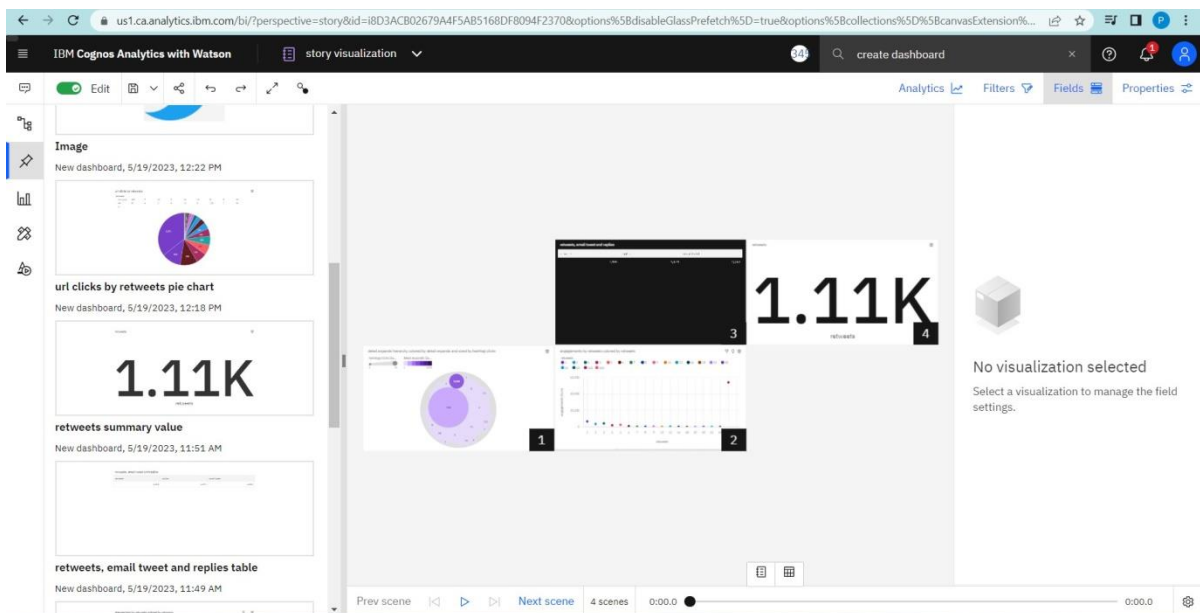 us1.ca.analytics.ibm.com/bi/?perspective=story&id=i8D3ACB02679A4F5AB5168DF8094F2370&options%5BdisableGlassPrefetch%5D=true&options%5Bcollections%5D%5BcanvasExtension%...
IBM Cognos Analytics with Watson
story visualization
create dashboard
1
P
Edit
Analytics
Filters
Fields
Properties
Image
New dashboard, 5/19/2023, 12:22 PM
url clicks by retweets pie chart
New dashboard, 5/19/2023, 12:18 PM
1.11K
retweets
retweets summary value
New dashboard, 5/19/2023, 11:51 AM
retweets, email tweet and replies table
New dashboard, 5/19/2023, 11:49 AM
retweets, email tweet and replies
3
1.11K
retweets
4
1
2
No visualization selected
Select a visualization to manage the field
settings.
Prev scene
Next scene
4 scenes
0:00.0
0:00.0